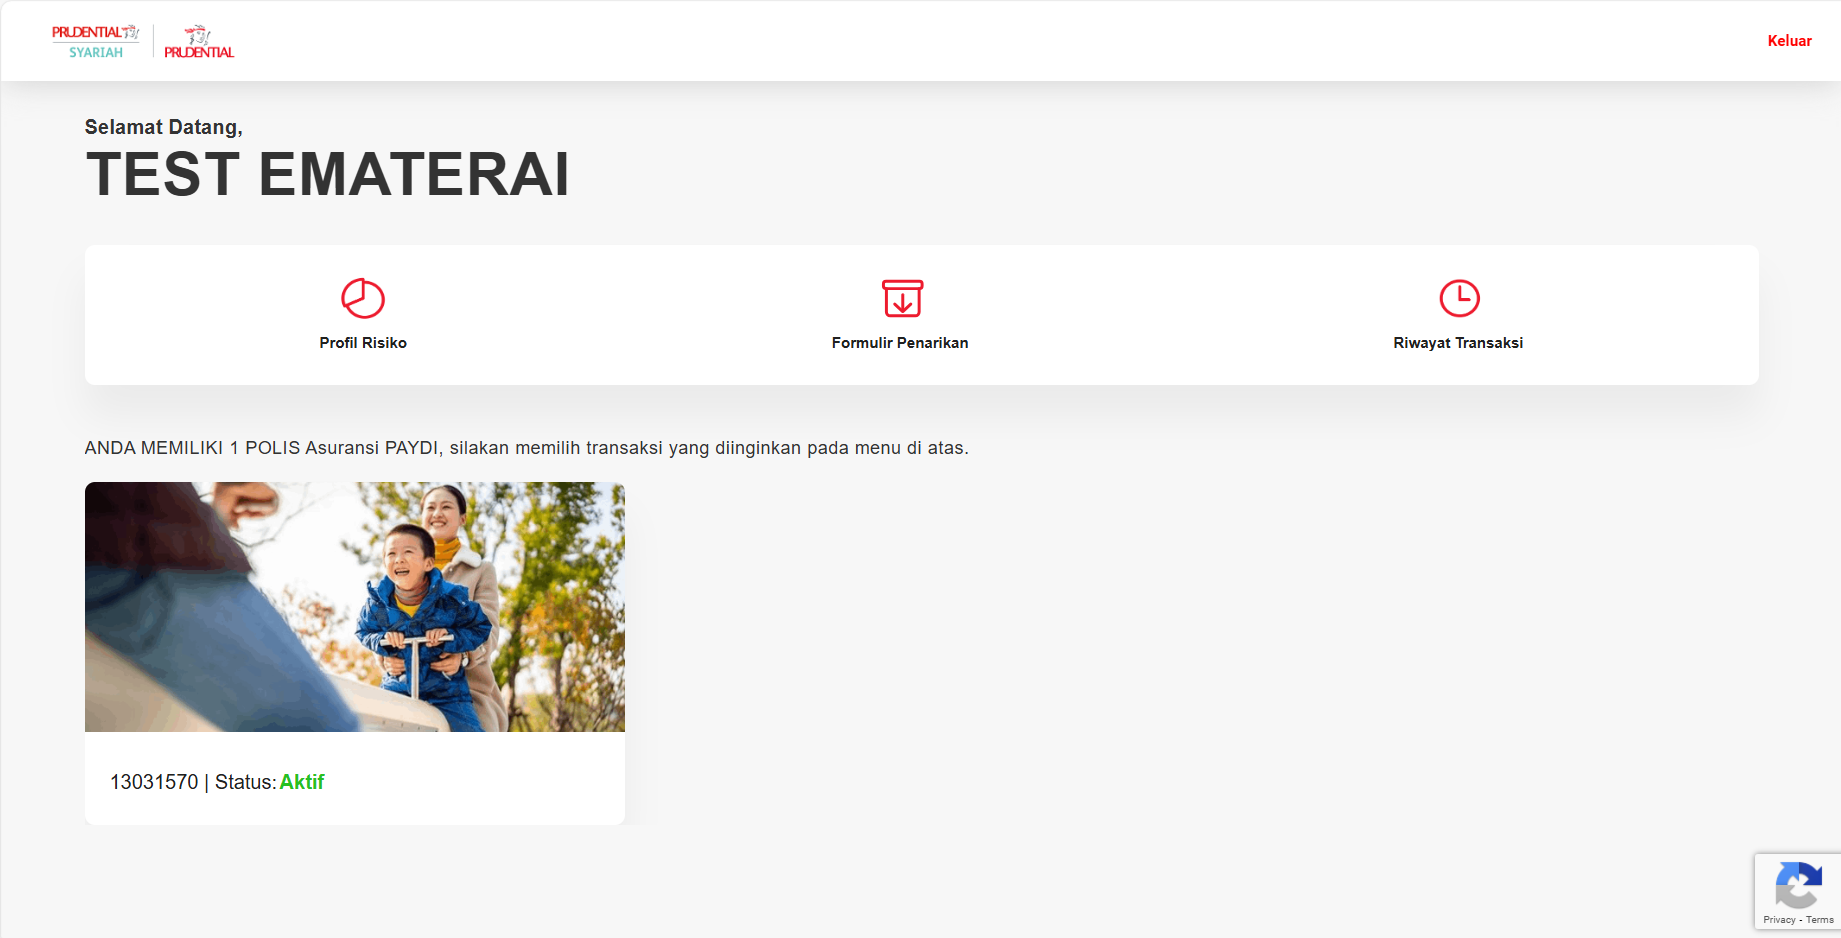 PRUDENTIAL
SYARIAH
PRUDENTIAL
Keluar
Selamat Datang,
TEST EMATERAI
Profil Risiko
Formulir Penarikan
Riwayat Transaksi
ANDA MEMILIKI 1 POLIS Asuransi PAYDI, silakan memilih transaksi yang diinginkan pada menu di atas.
13031570 | Status: Aktif
Privacy - Terms